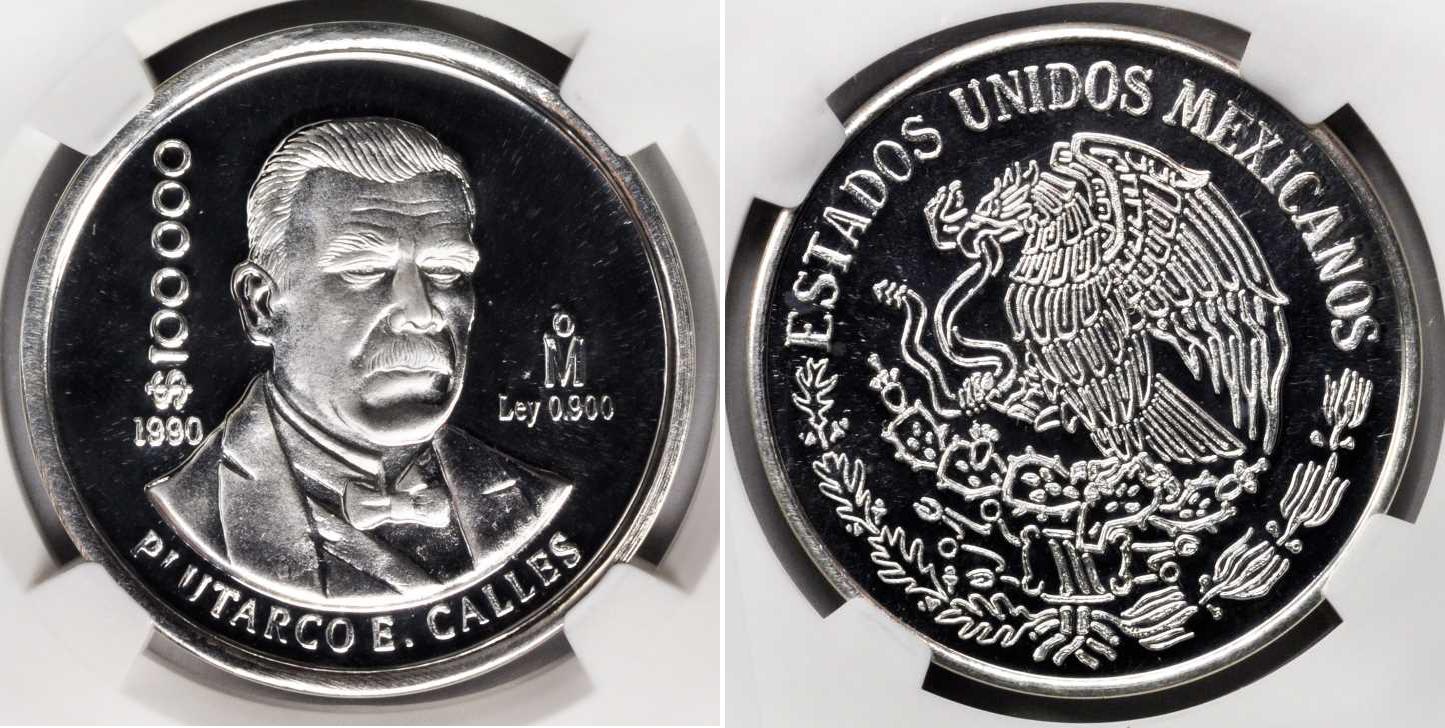 $100000
1990
Mo
Ley 0.900
PLUTARCO E. CALLES
ESTADOS UNIDOS MEXICANOS